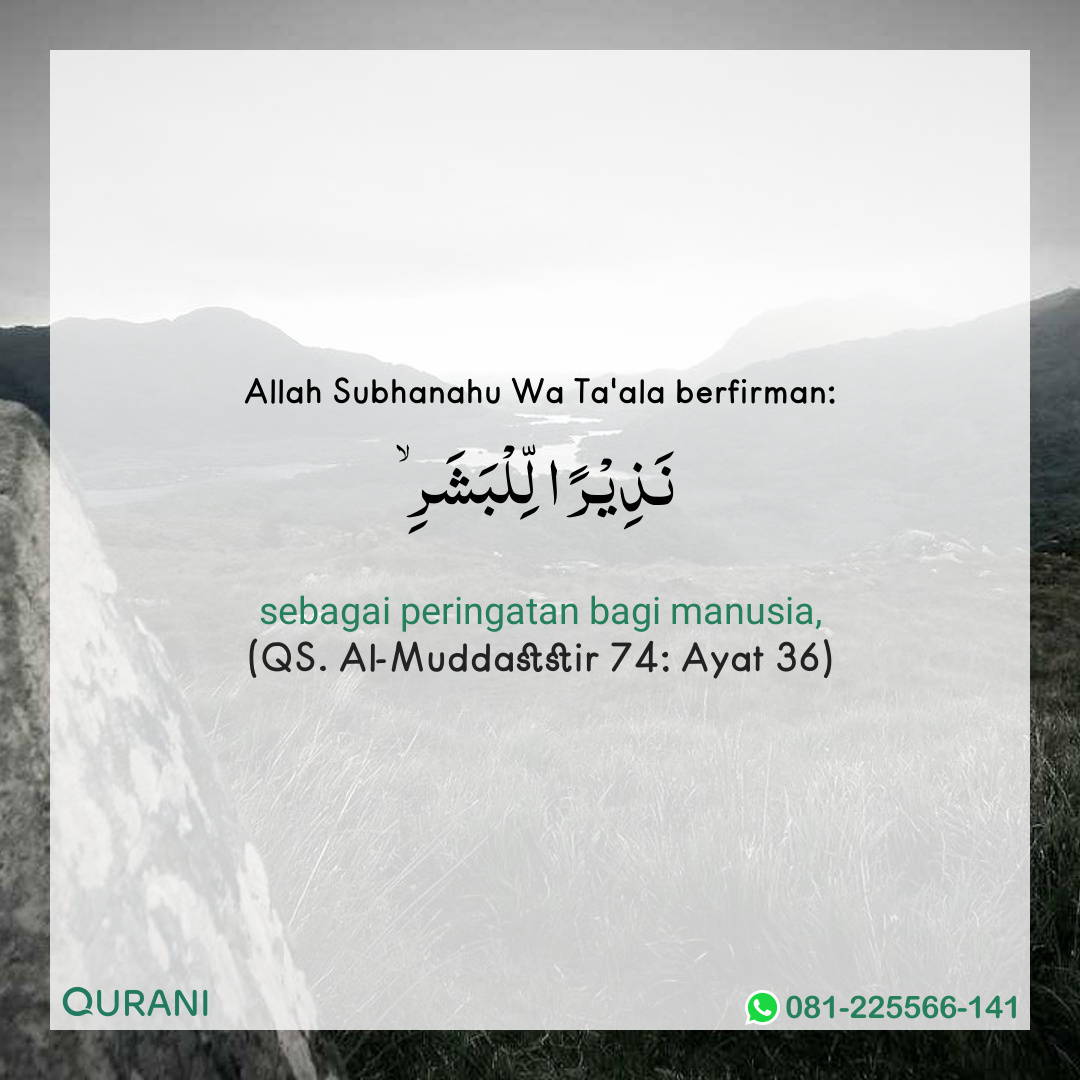 Allah Subhanahu Wa Ta'ala berfirman:
نَذِيْرًا لِّلْبَشَرِۙ
sebagai peringatan bagi manusia,
(QS. Al-Muddaststir 74: Ayat 36)
QURANI
081-225566-141